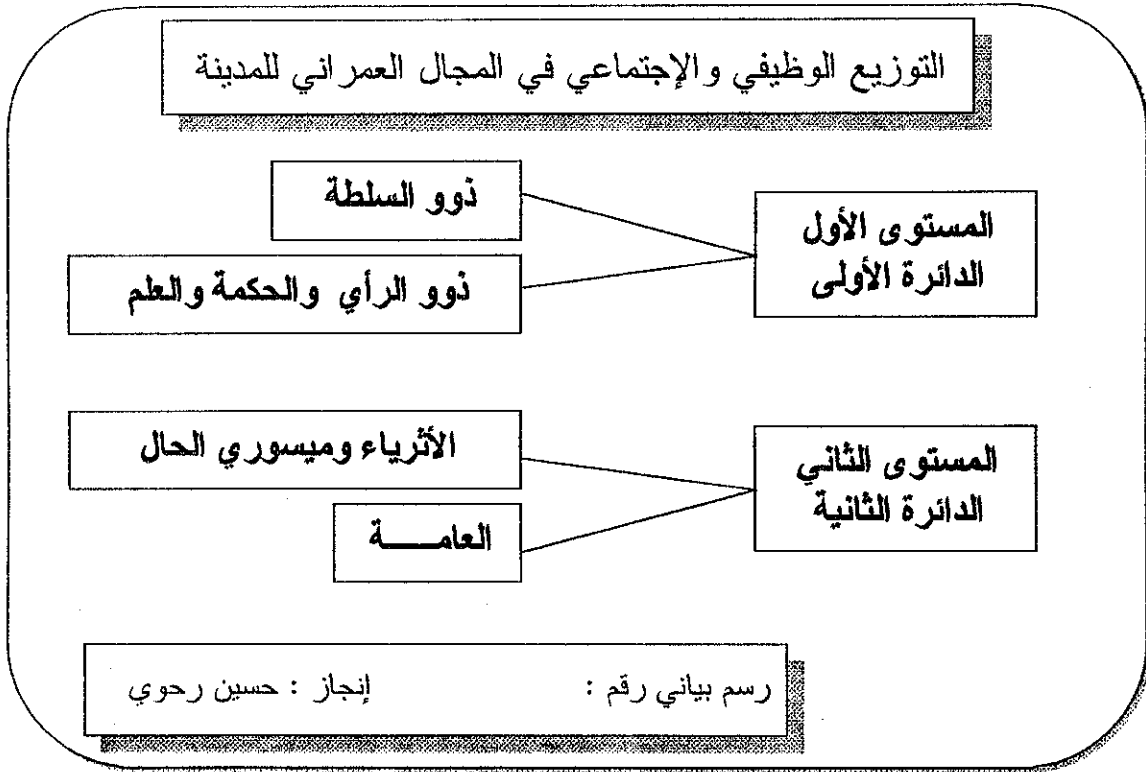 التوزيع الوظيفي والإجتماعي في المجال العمراني للمدينة
المستوى الأول
الدائرة الأولى
ذوو السلطة
ذوو الرأي والحكمة والعلم
المستوى الثاني
الدائرة الثانية
الأثرياء وميسوري الحال
العامـــــة
رسم بياني رقم : إنجاز : حسين رحوي